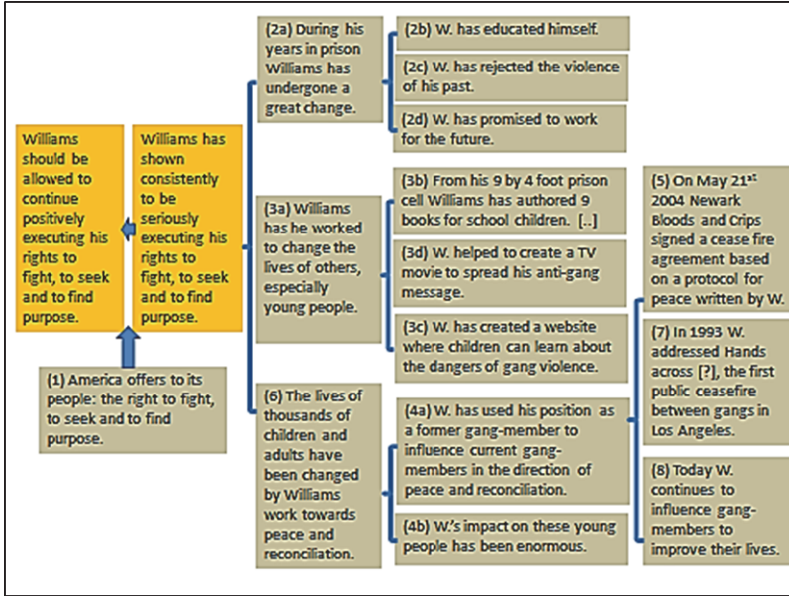 Williams
should be
allowed to
continue
positively
executing his
rights to
fight, to seek
and to find
purpose.
Williams has
shown
consistently
to be
seriously
executing his
rights to
fight, to seek
and to find
purpose.
(1) America offers to its
people: the right to fight,
to seek and to find
purpose.
(2a) During his
years in prison
Williams has
undergone a
great change.
(2b) W. has educated himself.
(2c) W. has rejected the violence
of his past.
(2d) W. has promised to work
for the future.
(3a) Williams
has he worked
to change the
lives of others,
especially
young people.
(3b) From his 9 by 4 foot prison
cell Williams has authored 9
books for school children. [..]
(3d) W. helped to create a TV
movie to spread his anti-gang
message.
(3c) W. has created a website
where children can learn about
the dangers of gang violence.
(6) The lives of
thousands of
children and
adults have
been changed
by Williams
work towards
peace and
reconciliation.
(4a) W. has used his position as
a former gang-member to
influence current gang-
members in the direction of
peace and reconciliation.
(4b) W.'s impact on these young
people has been enormous.
(5) On May 21st
2004 Newark
Bloods and Crips
signed a cease fire
agreement based
on a protocol for
peace written by W.
(7) In 1993 W.
addressed Hands
across [?], the first
public ceasefire
between gangs in
Los Angeles.
(8) Today W.
continues to
influence gang-
members to
improve their lives.